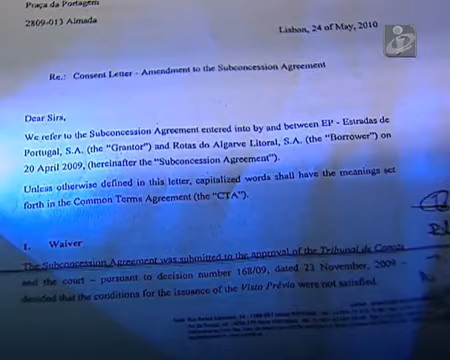 Praça da Portagem
2809-013 Almada
Lisbon, 24 of May, 2010
Re.: Consent Letter - Amendment to the Subconcession Agreement
Dear Sirs,
We refer to the Subconcession Agreement entered into by and between EP - Estradas de
Portugal, S.A. (the "Grantor") and Rotas do Algarve Litoral, S.A. (the "Borrower") on
20 April 2009, (hereinafter the "Subconcession Agreement").
Unless otherwise defined in this letter, capitalized words shall have the meanings set
forth in the Common Terms Agreement (the "CTA").
1. Waiver
The Subconcession Agreement was submitted to the approval of the Tribunal de Contas
and the court – pursuant to decision number 168/09, dated 23 November, 2009 –
decided that the conditions for the issuance of the Visto Prévio were not satisfied.